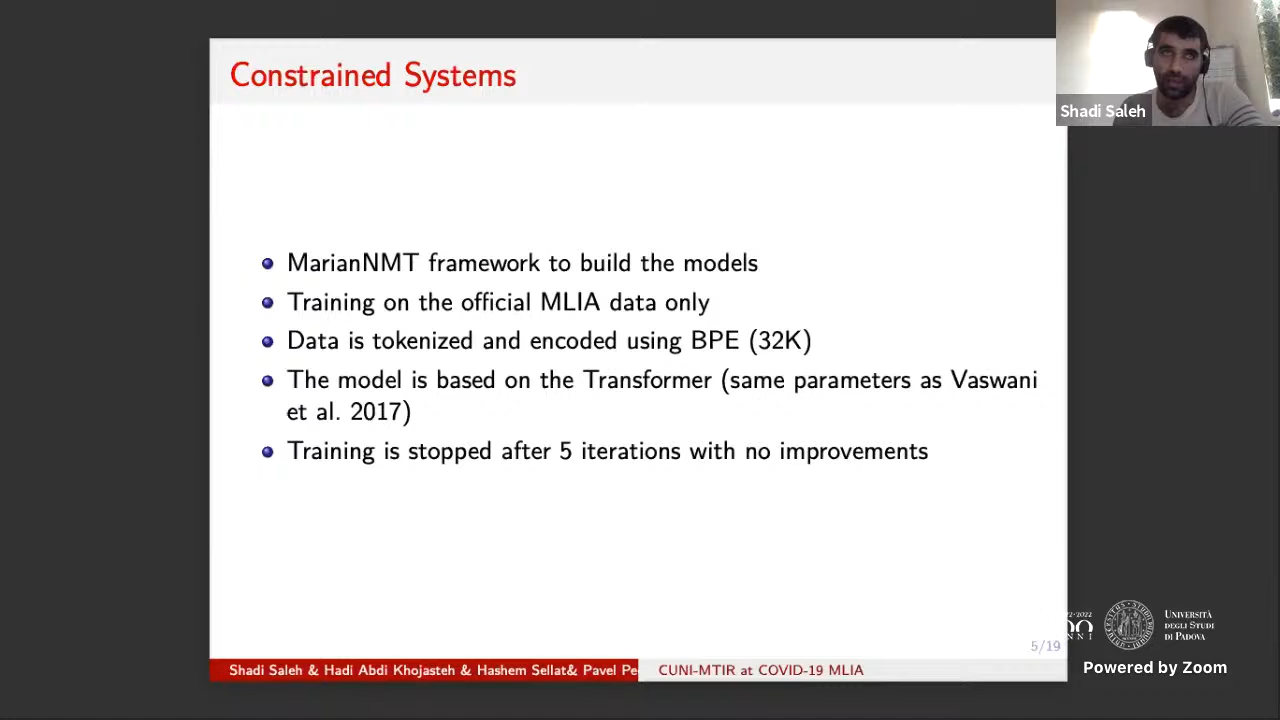 Constrained Systems
Shadi Saleh
MarianNMT framework to build the models
Training on the official MLIA data only
Data is tokenized and encoded using BPE (32K)
The model is based on the Transformer (same parameters as Vaswani
et al. 2017)
Training is stopped after 5 iterations with no improvements
UNIVERSITÀ
DEGLI STUDI
DI PADOVA
5/19
Shadi Saleh & Hadi Abdi Khojasteh & Hashem Sellat& Pavel Pe
CUNI-MTIR at COVID-19 MLIA
Powered by Zoom